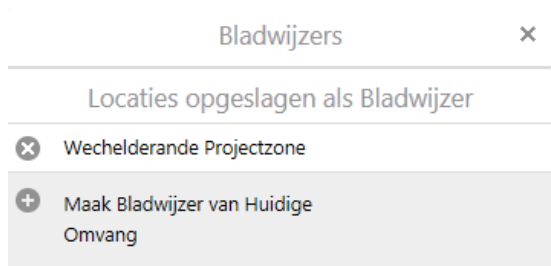 Bladwijzers
Locaties opgeslagen als Bladwijzer
Wechelderande Projectzone
Maak Bladwijzer van Huidige
Omvang